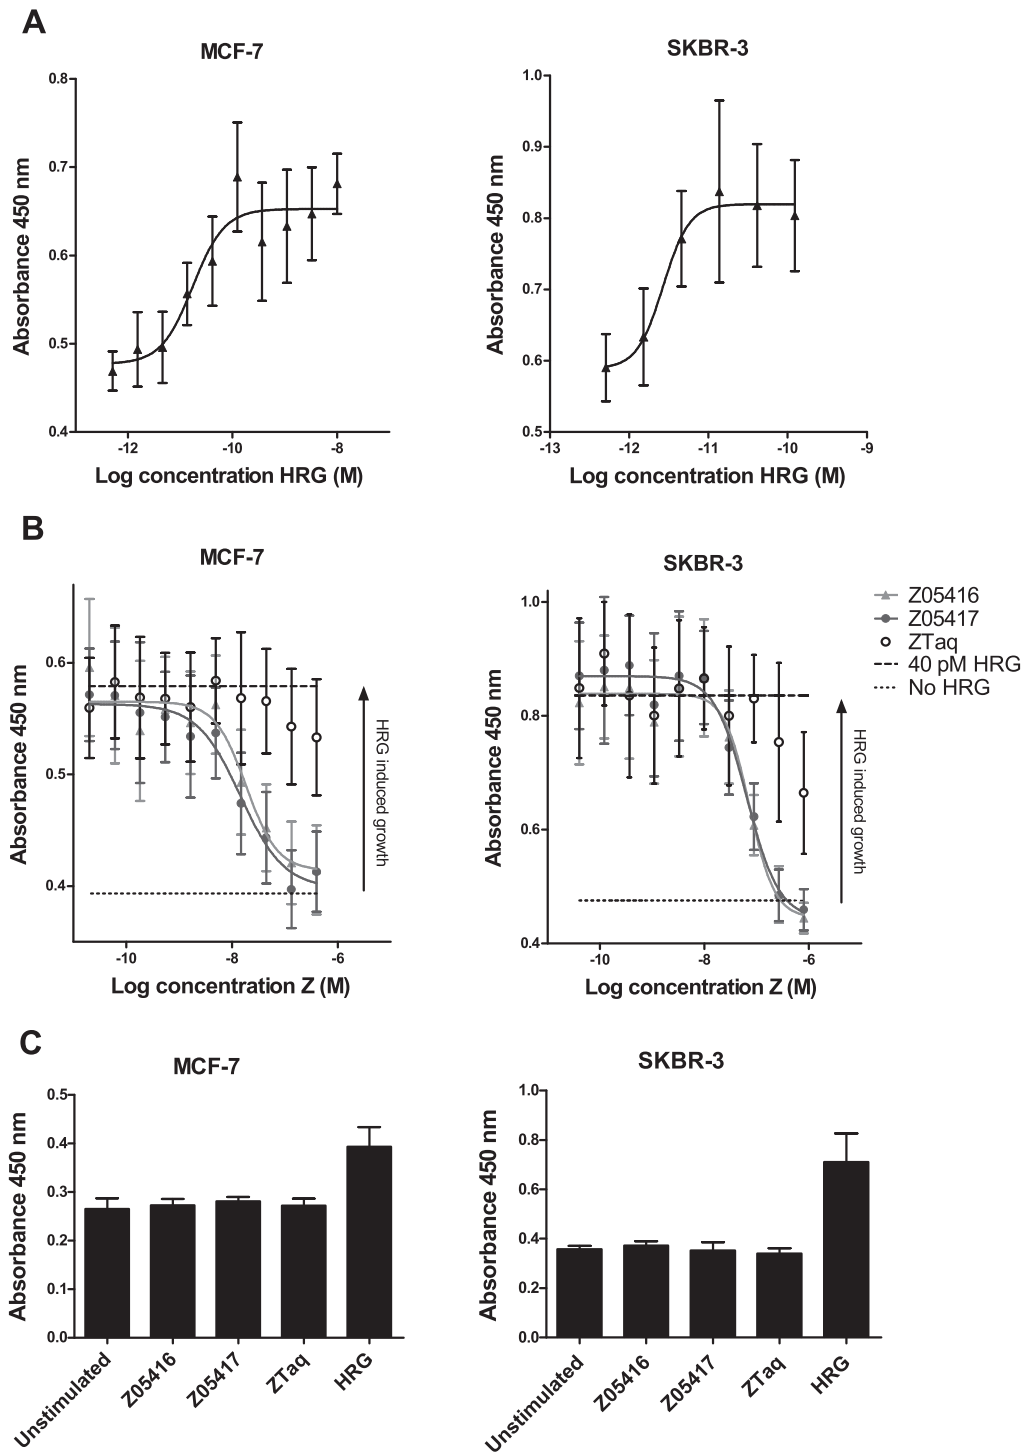 A
MCF-7
SKBR-3
Absorbance 450 nm
0.8
0.7
0.6
0.5
0.4
-12
-10
-8
Log concentration HRG (M)
Absorbance 450 nm
1.0
0.9
0.8
0.7
0.6
0.5
-13
-12
-11
-10
-9
Log concentration HRG (M)
B
MCF-7
SKBR-3
Absorbance 450 nm
0.6
0.5
0.4
-10
-8
-6
Log concentration Z (M)
HRG induced growth
Absorbance 450 nm
1.0
0.8
0.6
0.4
-10
-8
-6
Log concentration Z (M)
HRG induced growth
Z05416
Z05417
ZTaq
40 pM HRG
No HRG
C
MCF-7
SKBR-3
Absorbance 450 nm
0.5
0.4
0.3
0.2
0.1
0.0
Unstimulated
Z05416
Z05417
ZTaq
HRG
Absorbance 450 nm
1.0
0.8
0.6
0.4
0.2
0.0
Unstimulated
Z05416
Z05417
ZTaq
HRG